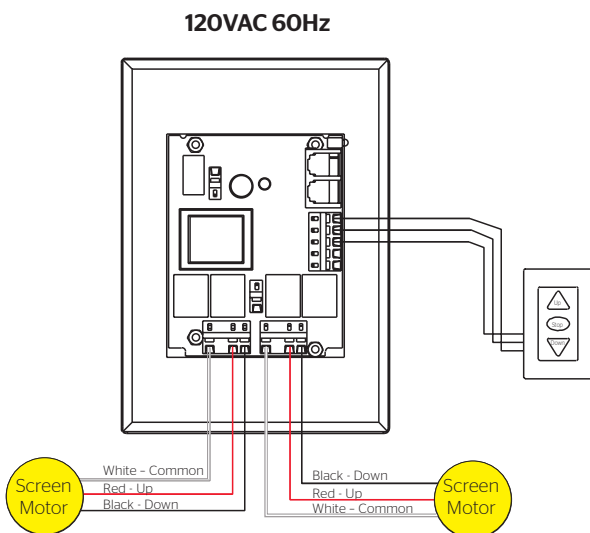 120VAC 60Hz
Up
Stop
Down
White – Common
Red - Up
Black - Down
Screen
Motor
Black - Down
Red - Up
White – Common
Screen
Motor